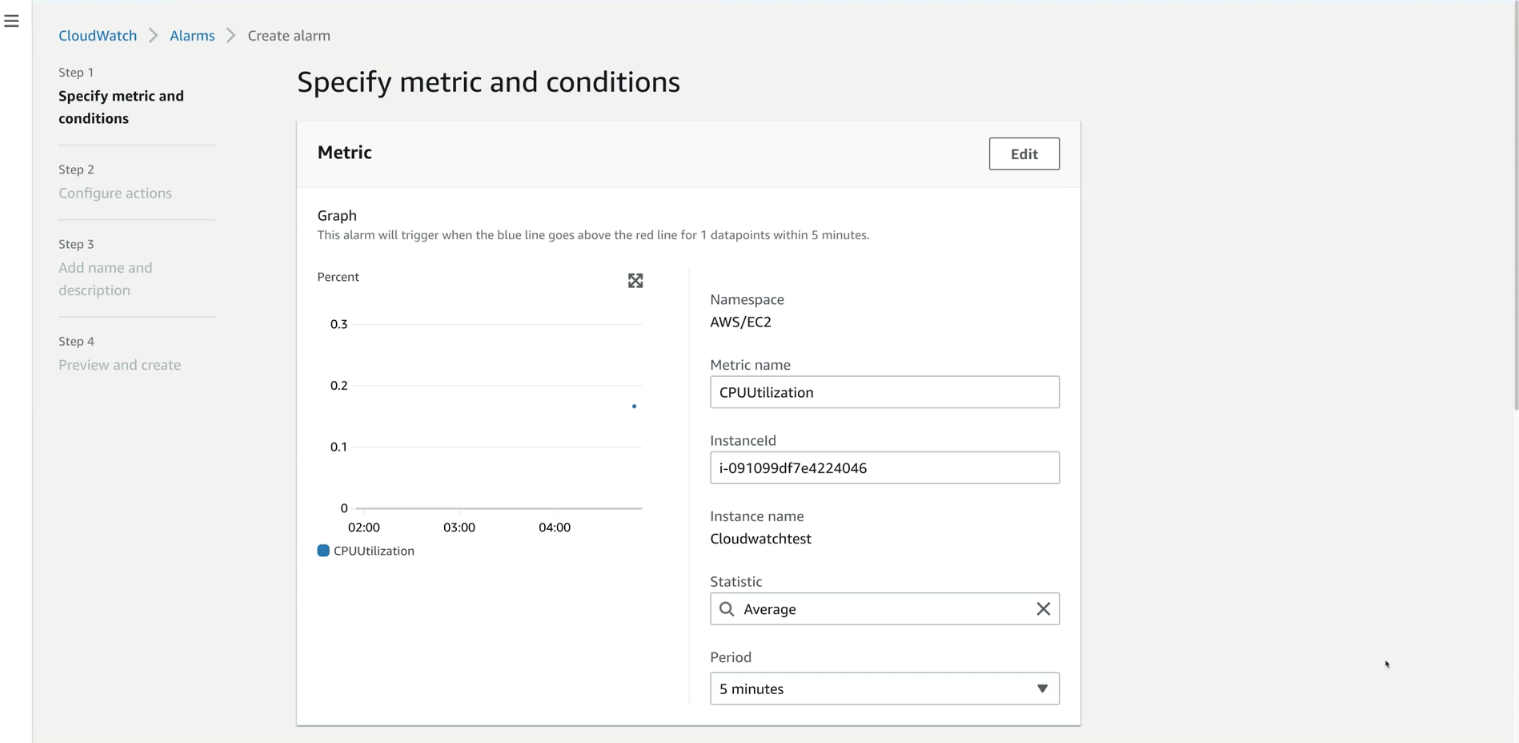 CloudWatch > Alarms > Create alarm
Step 1
Specify metric and
conditions
Step 2
Configure actions
Step 3
Add name and
description
Step 4
Preview and create
Specify metric and conditions
Metric
Edit
Graph
This alarm will trigger when the blue line goes above the red line for 1 datapoints within 5 minutes.
Percent
0.3
0.2
0.1
0
02:00 03:00 04:00
CPUUtilization
Namespace
AWS/EC2
Metric name
CPUUtilization
InstanceId
i-091099df7e4224046
Instance name
Cloudwatchtest
Statistic
Average
Period
5 minutes